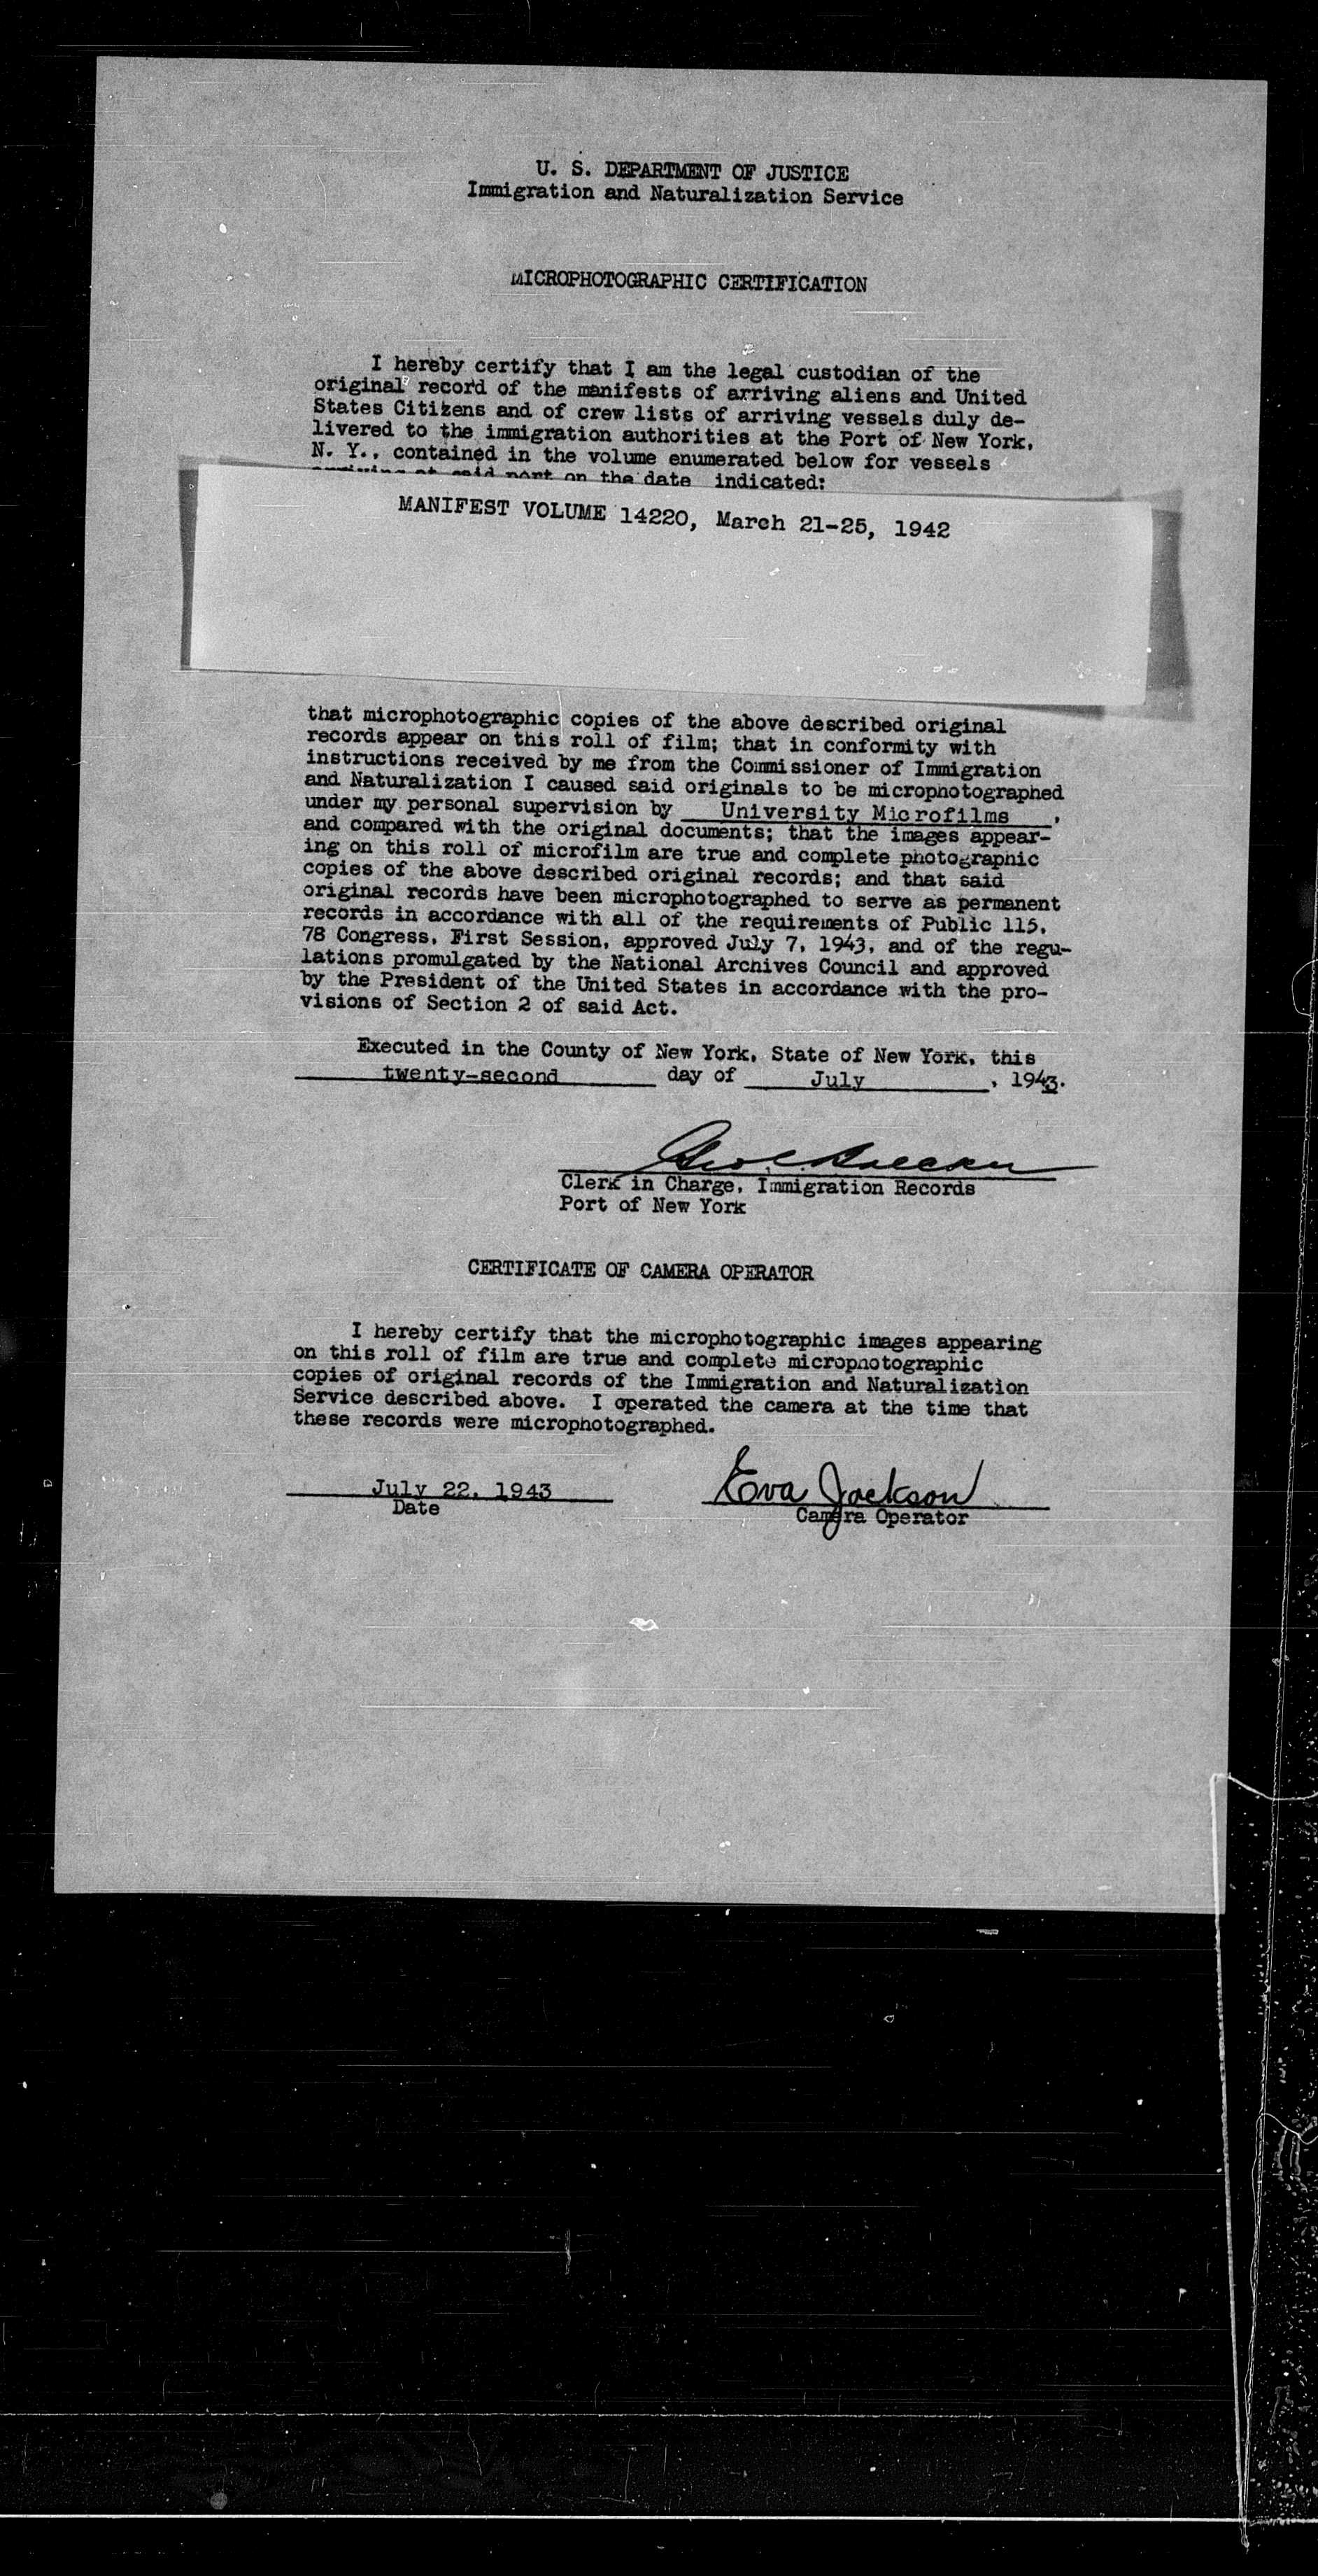 U. S. DEPARTMENT OF JUSTICE
Immigration and Naturalization Service
MICROPHOTOGRAPHIC CERTIFICATION
I hereby certify that I am the legal custodian of the
original record of the manifests of arriving aliens and United
States Citizens and of crew lists of arriving vessels duly de-
livered to the immigration authorities at the Port of New York,
N. Y., contained in the volume enumerated below for vessels
arriving at said port on the date indicated:
MANIFEST VOLUME 14220, March 21-25, 1942
that microphotographic copies of the above described original
records appear on this roll of film; that in conformity with
instructions received by me from the Commissioner of Immigration
and Naturalization I caused said originals to be microphotographed
under my personal supervision by University Microfilms,
and compared with the original documents; that the images appear-
ing on this roll of microfilm are true and complete photographic
copies of the above described original records; and that said
original records have been microphotographed to serve as permanent
records in accordance with all of the requirements of Public 115,
78 Congress, First Session, approved July 7, 1943, and of the regu-
lations promulgated by the National Archives Council and approved
by the President of the United States in accordance with the pro-
visions of Section 2 of said Act.
Executed in the County of New York, State of New York, this
twenty-second day of July, 1943.
Clerk in Charge, Immigration Records
Port of New York
CERTIFICATE OF CAMERA OPERATOR
I hereby certify that the microphotographic images appearing
on this roll of film are true and complete microphotographic
copies of original records of the Immigration and Naturalization
Service described above. I operated the camera at the time that
these records were microphotographed.
July 22, 1943 Eva Jackson
Date Camera Operator